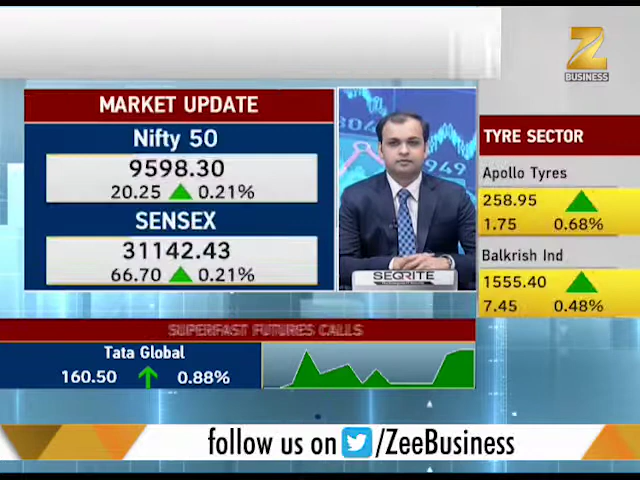 Z
BUSINESS
MARKET UPDATE
Nifty 50
9598.30
20.25 0.21%
SENSEX
31142.43
66.70 0.21%
SEQRITE
TYRE SECTOR
Apollo Tyres
258.95
1.75 0.68%
Balkrish Ind
1555.40
7.45 0.48%
SUPERFAST FUTURES CALLS
Tata Global
160.50 0.88%
follow us on /ZeeBusiness